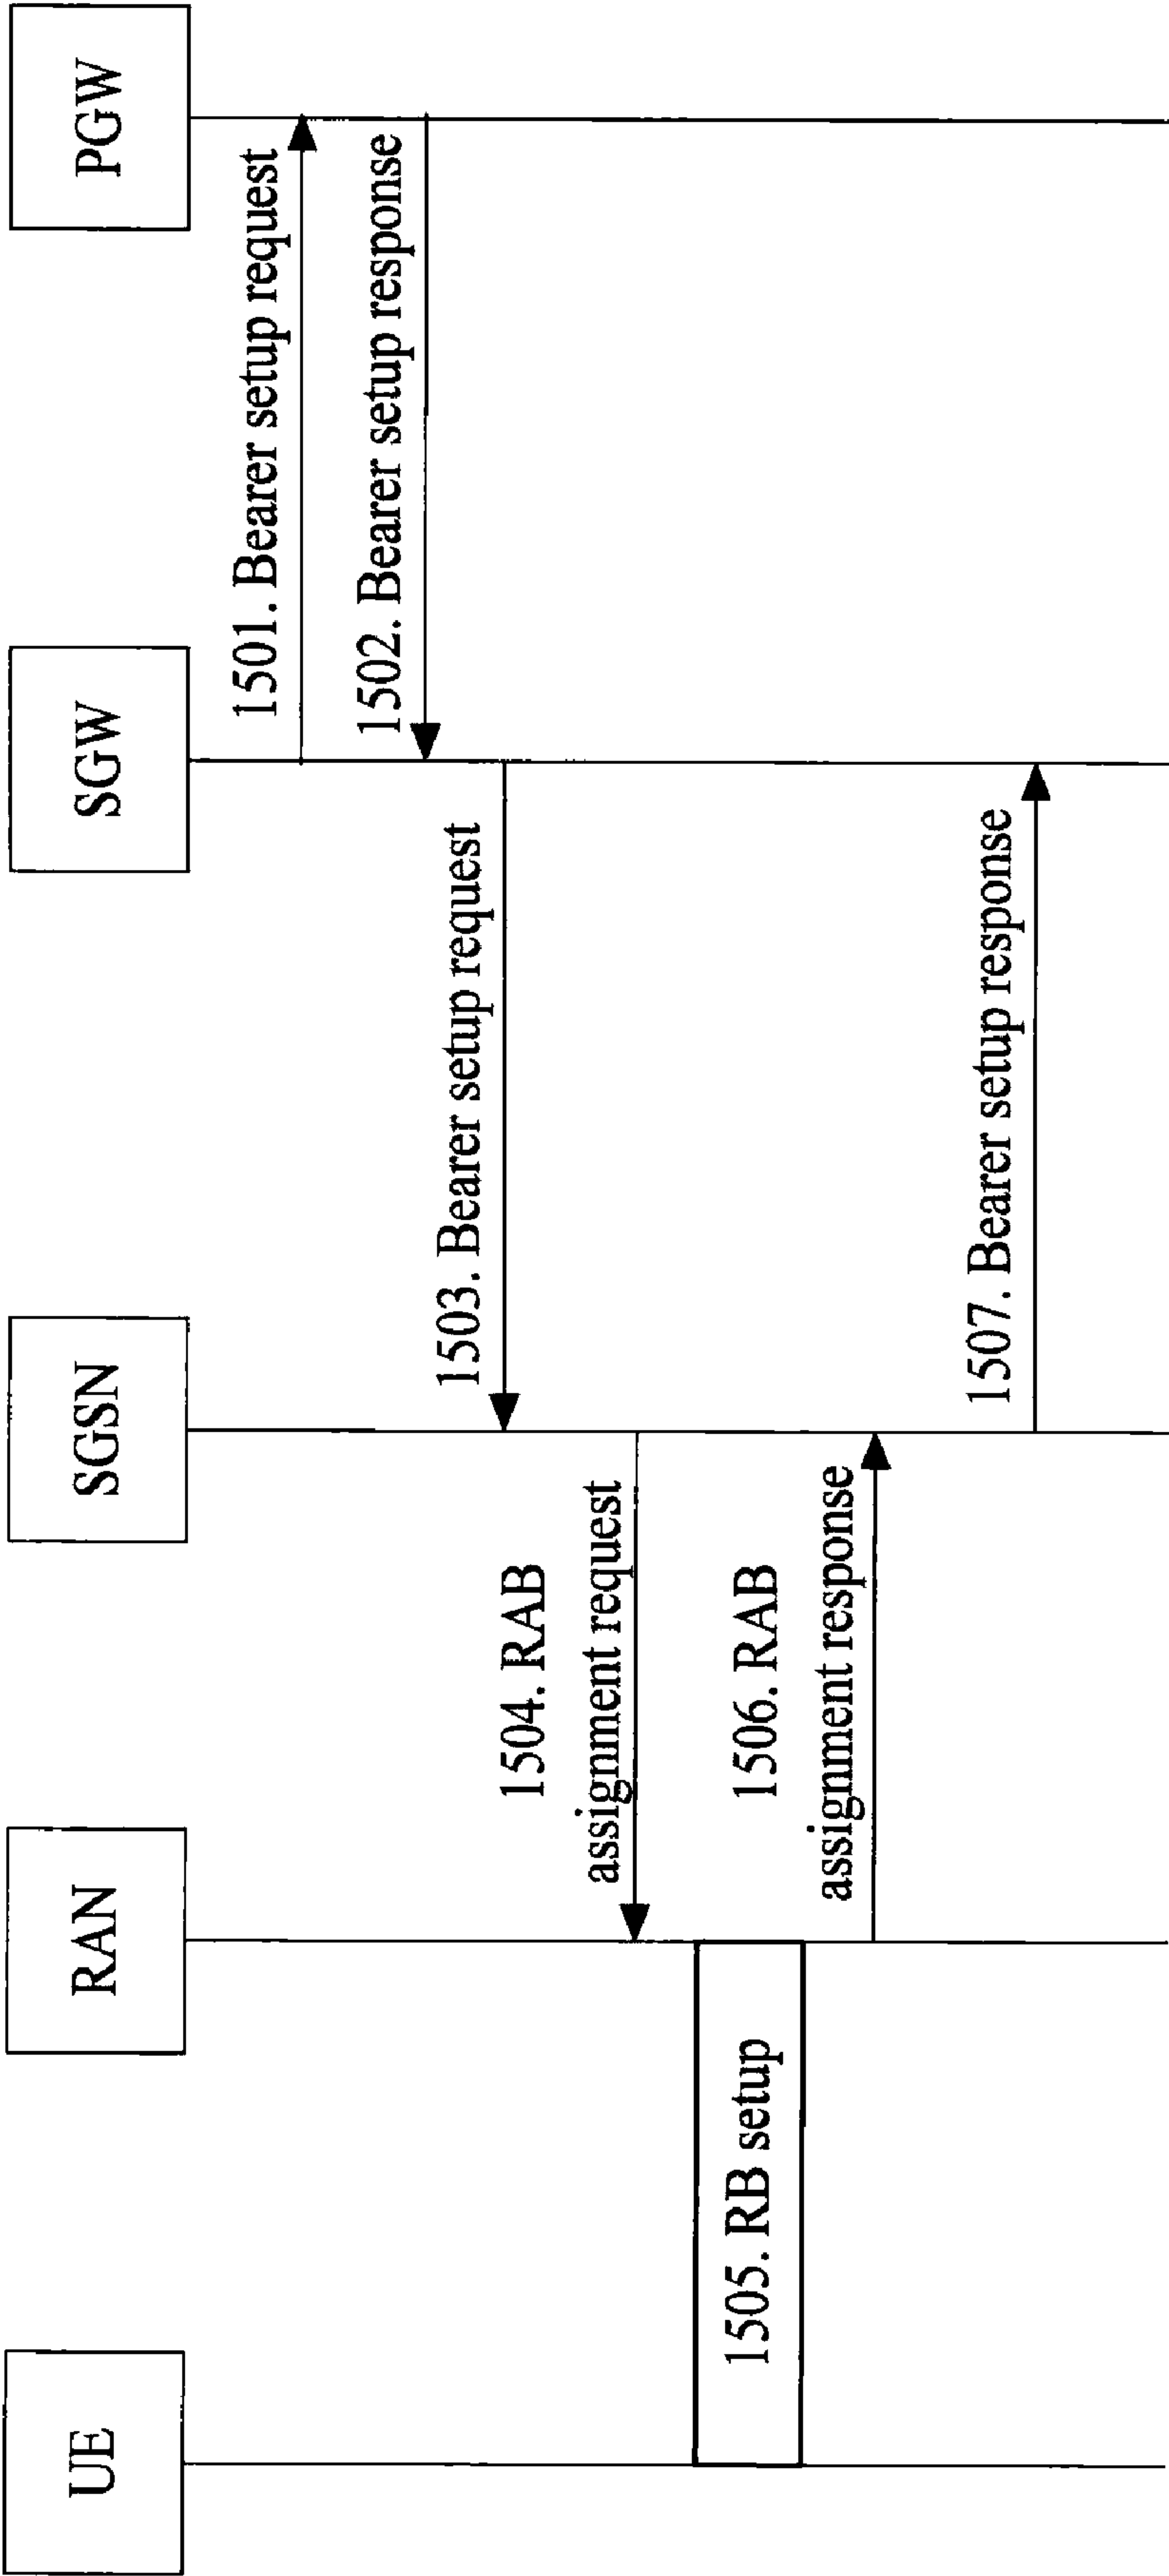 UE
RAN
SGSN
SGW
PGW
1501. Bearer setup request
1502. Bearer setup response
1503. Bearer setup request
1504. RAB
assignment request
1505. RB setup
1506. RAB
assignment response
1507. Bearer setup response